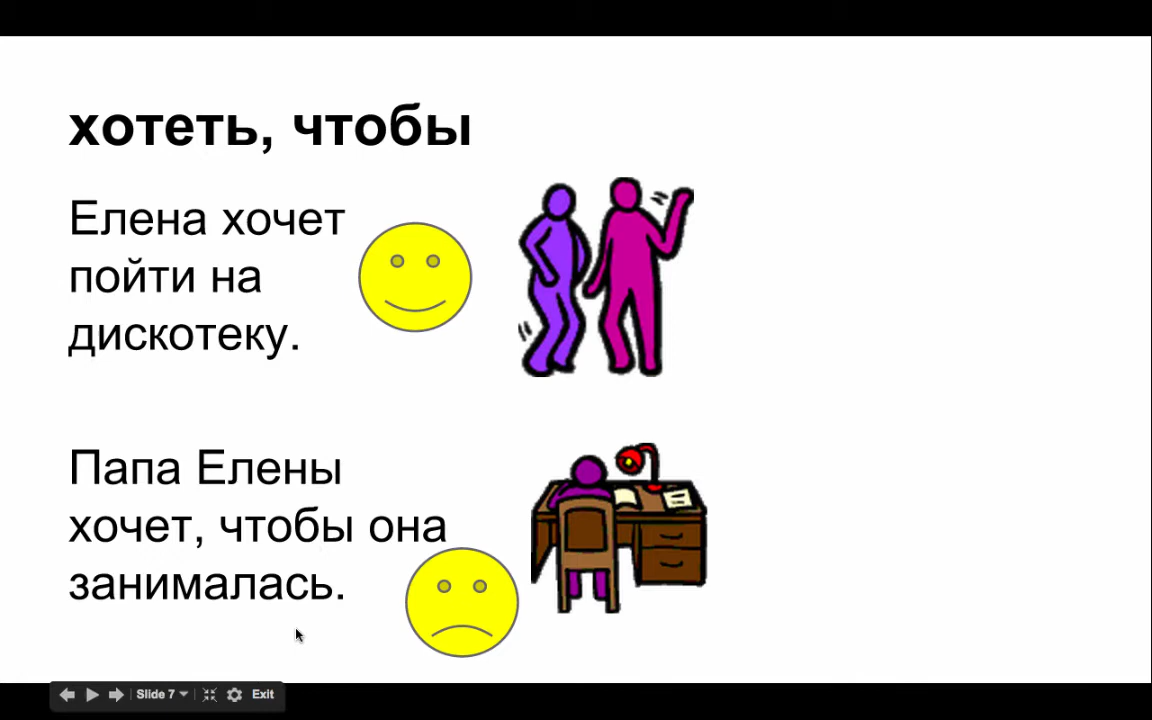 хотеть, чтобы
Елена хочет
пойти на
дискотеку.
Папа Елены
хочет, чтобы она
занималась.
Slide 7
Exit